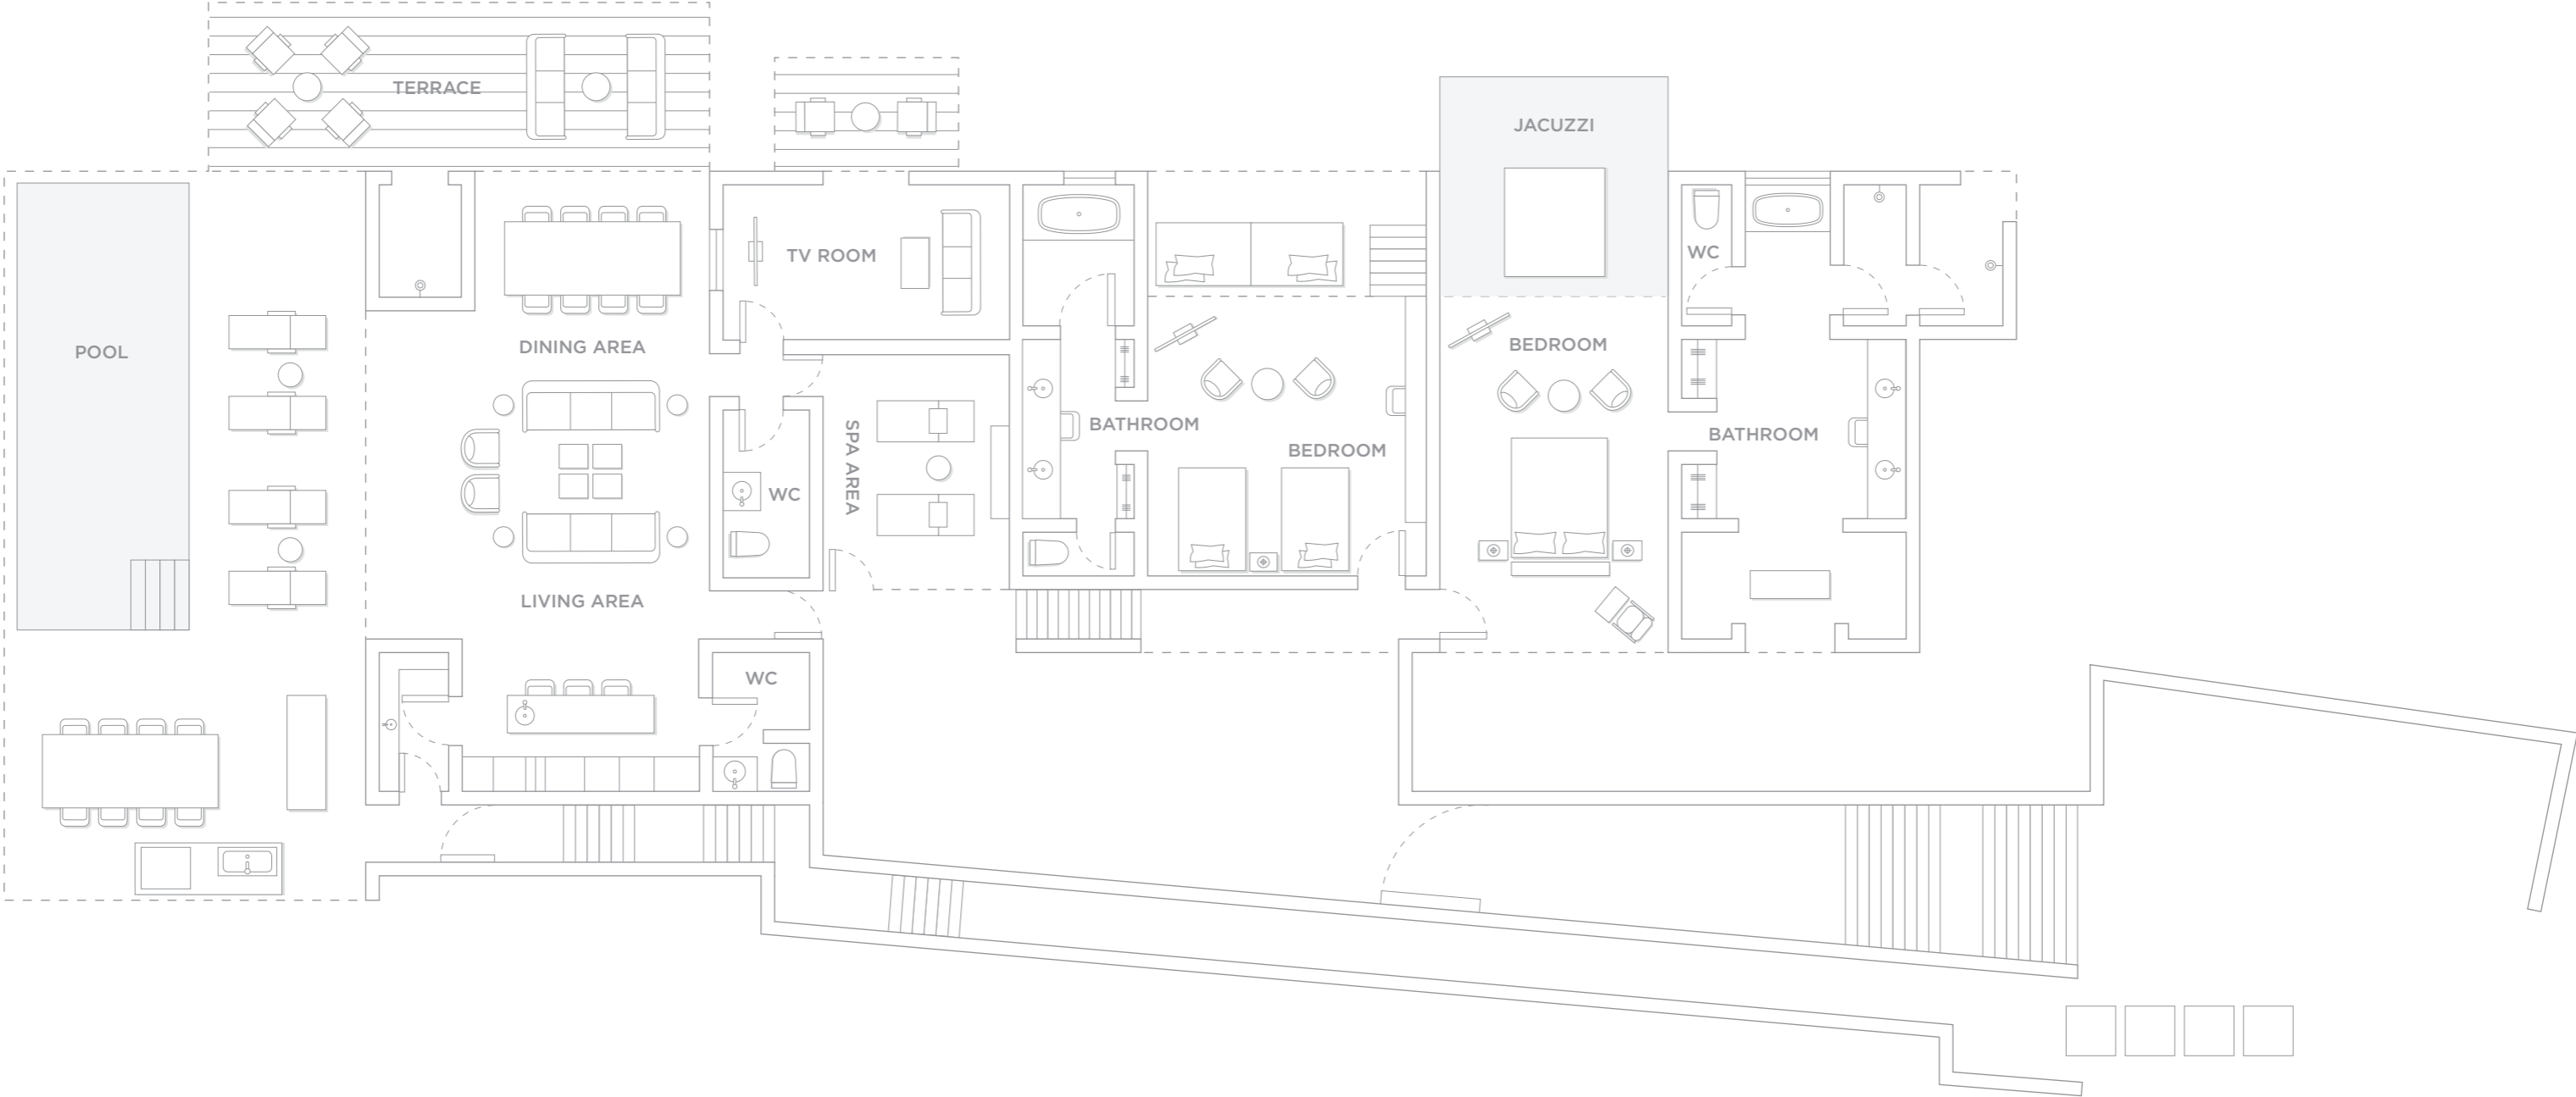 TERRACE
JACUZZI
TV ROOM
WC
POOL
DINING AREA
BEDROOM
SPA AREA
BATHROOM
BEDROOM
BATHROOM
WC
LIVING AREA
WC